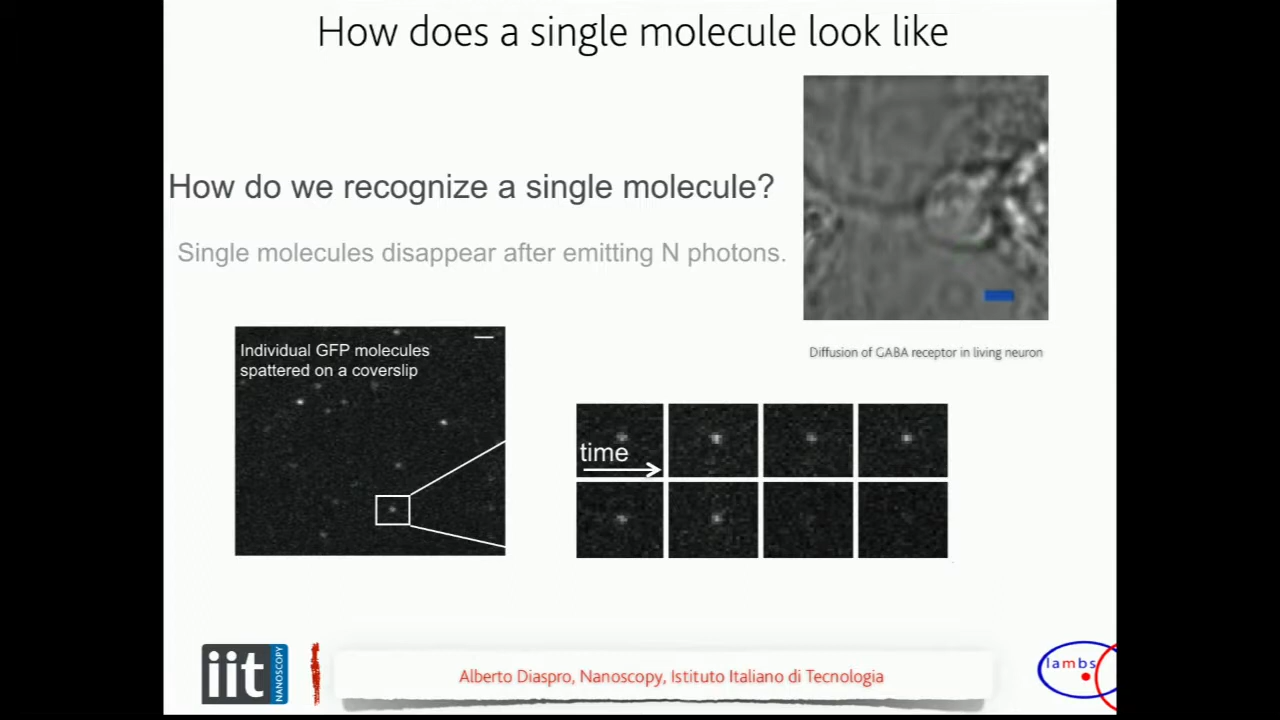 How does a single molecule look like
How do we recognize a single molecule?
Single molecules disappear after emitting N photons.
Diffusion of GABA receptor in living neuron
Individual GFP molecules
spattered on a coverslip
time
iit
NANOSCOPY
Alberto Diaspro, Nanoscopy, Istituto Italiano di Tecnologia
lambs